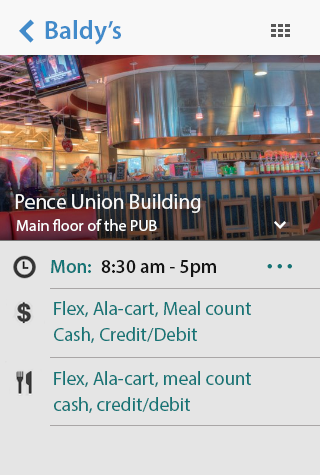 Baldy's
Pence Union Building
Main floor of the PUB
Mon: 8:30 am - 5pm
Flex, Ala-cart, Meal count
Cash, Credit/Debit
Flex, Ala-cart, meal count
cash, credit/debit